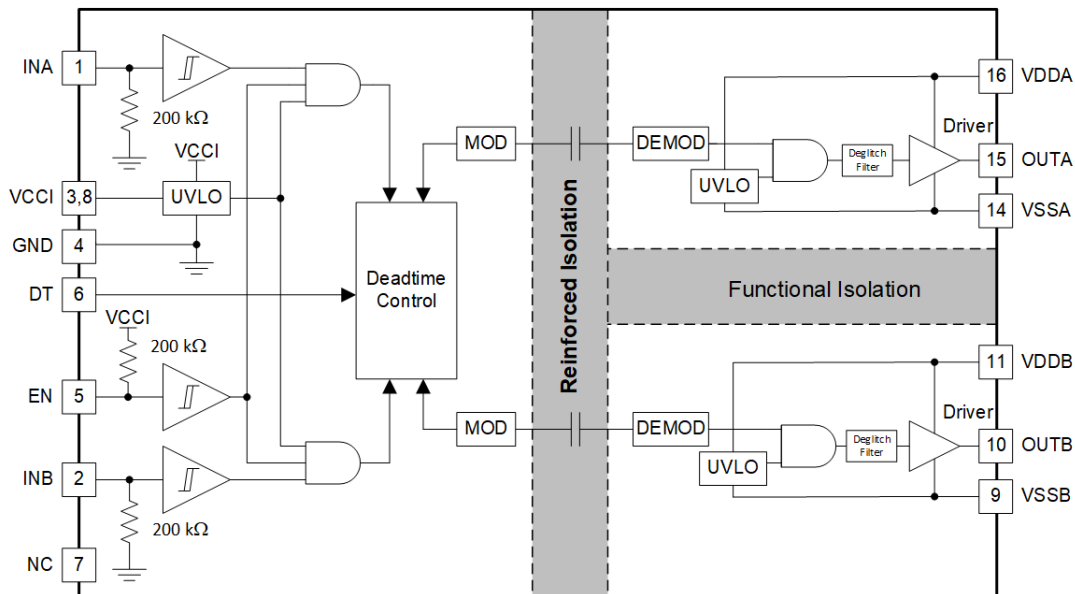 INA
1
200 kΩ
VCCI
VCCI
3,8
UVLO
GND
4
DT
6
VCCI
200 kΩ
EN
5
INB
2
200 kΩ
NC
7
Deadtime
Control
MOD
MOD
Reinforced Isolation
Functional Isolation
DEMOD
UVLO
Deglitch
Filter
Driver
16
VDDA
15
OUTA
14
VSSA
DEMOD
UVLO
Deglitch
Filter
Driver
11
VDDB
10
OUTB
9
VSSB